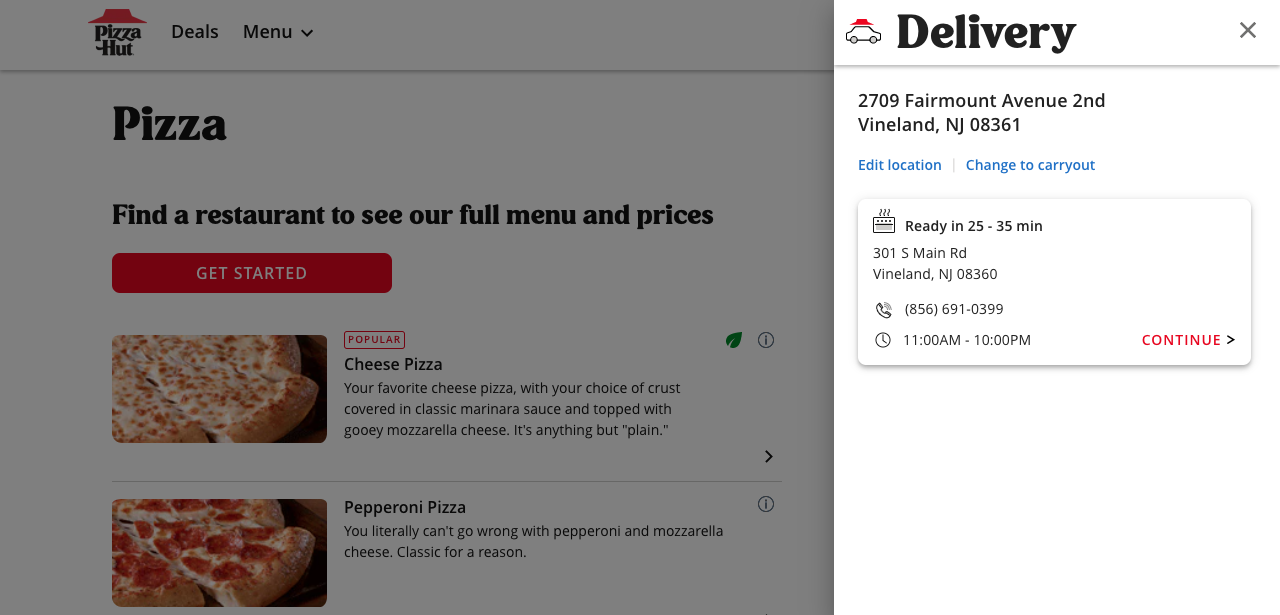 Pizza
Hut
Deals
Menu
Pizza
Find a restaurant to see our full menu and prices
GET STARTED
POPULAR
Cheese Pizza
Your favorite cheese pizza, with your choice of crust
covered in classic marinara sauce and topped with
gooey mozzarella cheese. It's anything but "plain."
Pepperoni Pizza
You literally can't go wrong with pepperoni and mozzarella
cheese. Classic for a reason.
Delivery
2709 Fairmount Avenue 2nd
Vineland, NJ 08361
Edit location | Change to carryout
Ready in 25 - 35 min
301 S Main Rd
Vineland, NJ 08360
(856) 691-0399
11:00AM - 10:00PM
CONTINUE >